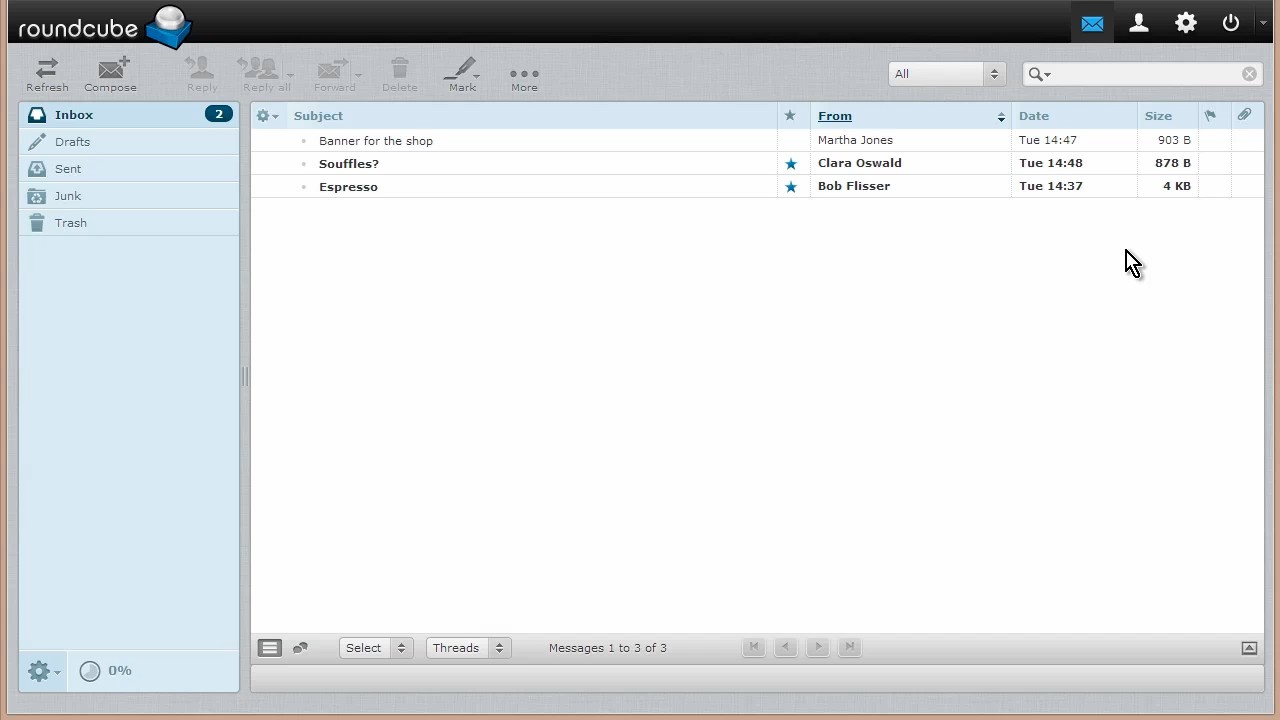 roundcube
Refresh
Compose
Reply
Reply all
Forward
Delete
Mark
More
All
Inbox 2
Drafts
Sent
Junk
Trash
Subject From Date Size
Banner for the shop Martha Jones Tue 14:47 903 B
Souffles? Clara Oswald Tue 14:48 878 B
Espresso Bob Flisser Tue 14:37 4 KB
Select Threads Messages 1 to 3 of 3
0%